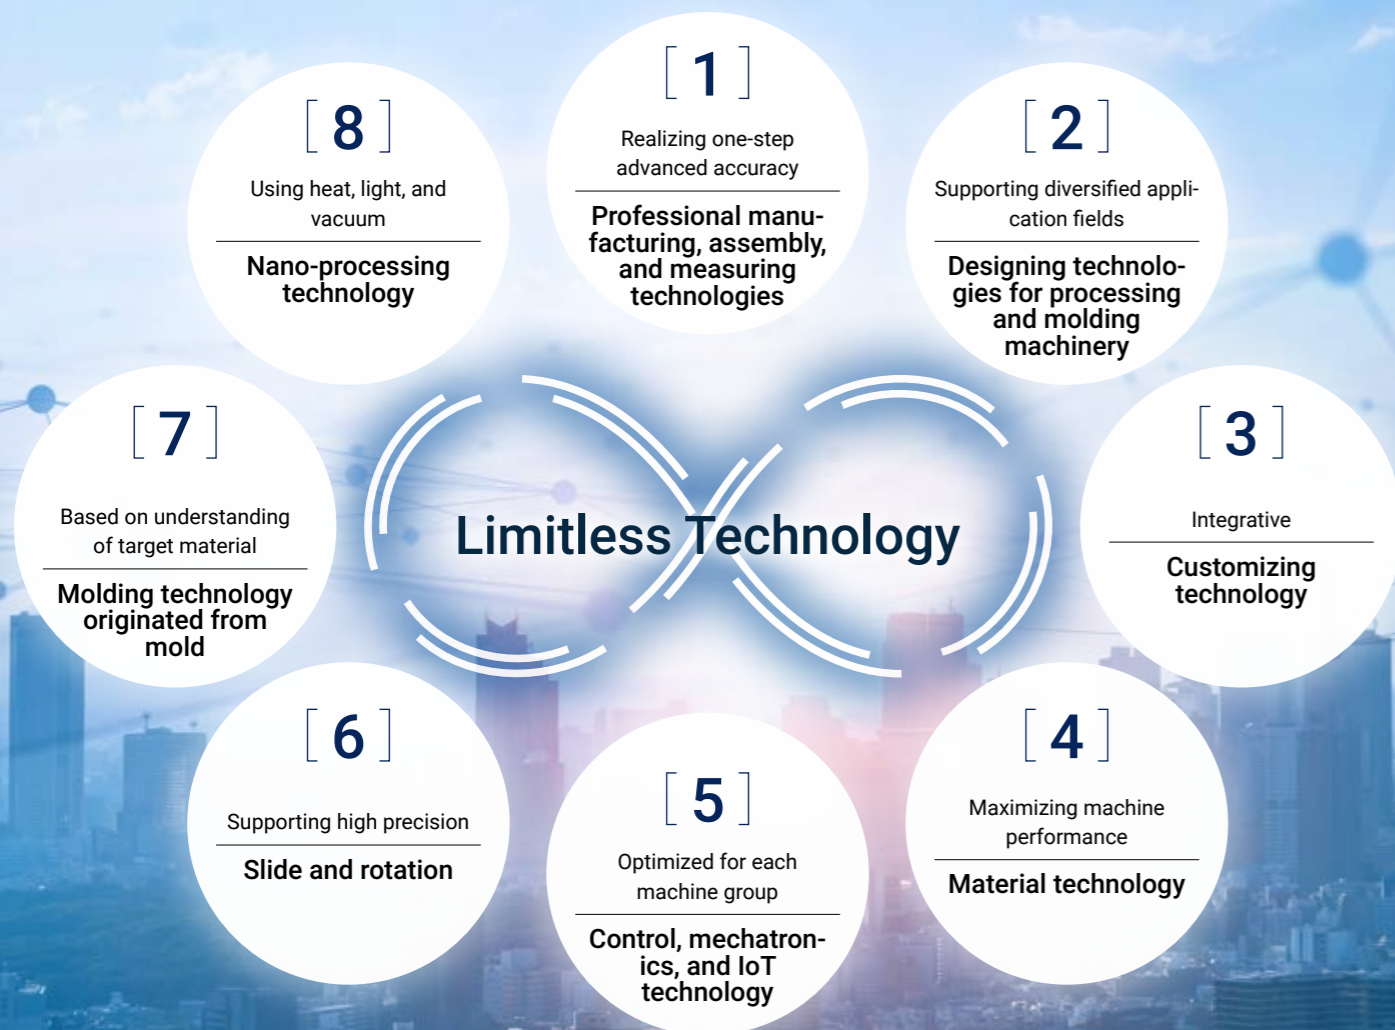 [ 1 ]
Realizing one-step
advanced accuracy
Professional manu-
facturing, assembly,
and measuring
technologies
[ 2 ]
Supporting diversified appli-
cation fields
Designing technolo-
gies for processing
and molding
machinery
[ 3 ]
Integrative
Customizing
technology
[ 4 ]
Maximizing machine
performance
Material technology
[ 5 ]
Optimized for each
machine group
Control, mechatron-
ics, and IoT
technology
[ 6 ]
Supporting high precision
Slide and rotation
[ 7 ]
Based on understanding
of target material
Molding technology
originated from
mold
[ 8 ]
Using heat, light, and
vacuum
Nano-processing
technology
Limitless Technology